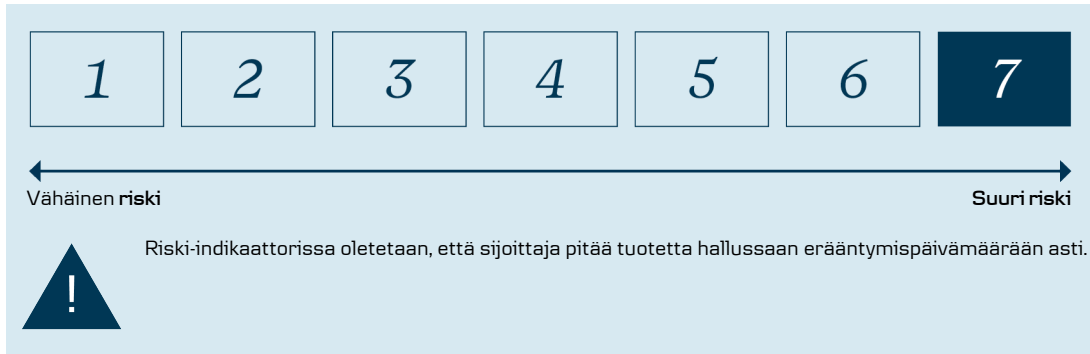 1 2 3 4 5 6 7
Vähäinen riski Suuri riski
Riski-indikaattorissa oletetaan, että sijoittaja pitää tuotetta hallussaan erääntymispäivämäärään asti.
!